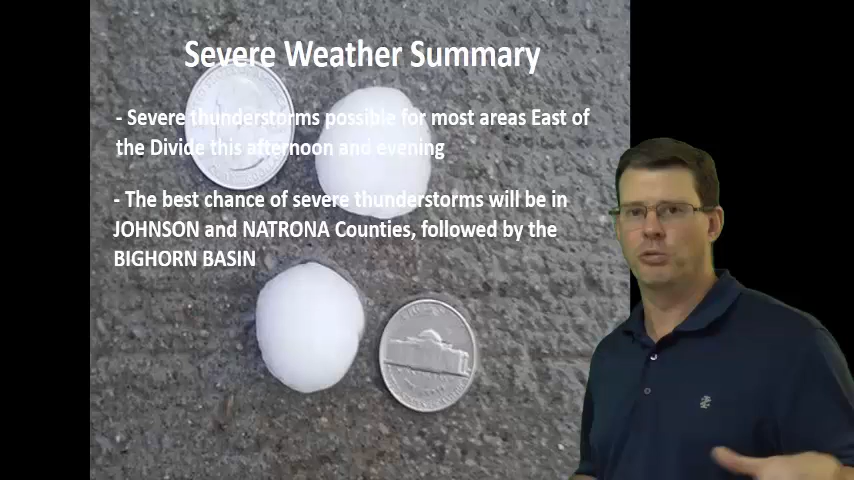 Severe Weather Summary
- Severe thunderstorms possible for most areas East of
the Divide this afternoon and evening
- The best chance of severe thunderstorms will be in
JOHNSON and NATRONA Counties, followed by the
BIGHORN BASIN